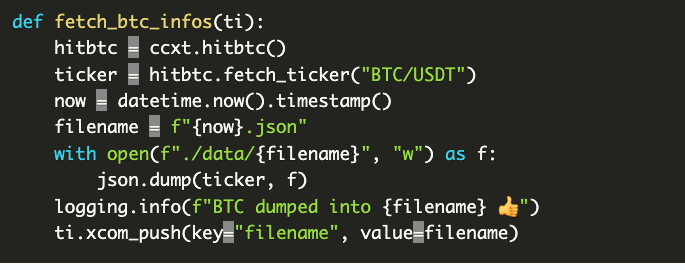 def fetch_btc_infos(ti):
    hitbtc = ccxt.hitbtc()
    ticker = hitbtc.fetch_ticker("BTC/USDT")
    now = datetime.now().timestamp()
    filename = f"{now}.json"
    with open(f"./data/{filename}", "w") as f:
        json.dump(ticker, f)
    logging.info(f"BTC dumped into {filename} 👍")
    ti.xcom_push(key="filename", value=filename)